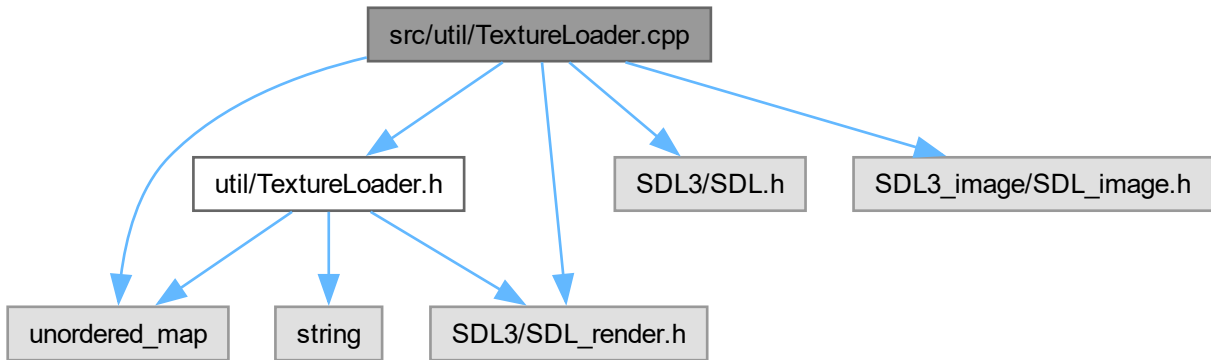 src/util/TextureLoader.cpp
util/TextureLoader.h
SDL3/SDL.h
SDL3_image/SDL_image.h
unordered_map
string
SDL3/SDL_render.h